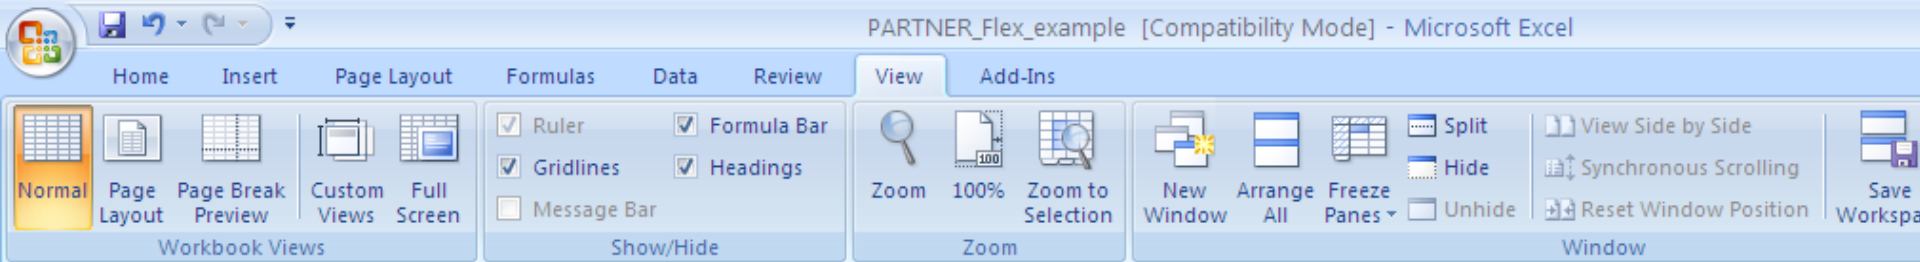 PARTNER_Flex_example [Compatibility Mode] - Microsoft Excel
Home Insert Page Layout Formulas Data Review View Add-Ins
Ruler Formula Bar 100 Split View Side by Side
Gridlines Headings Hide Synchronous Scrolling
Normal Page Page Break Custom Full Zoom 100% Zoom to New Arrange Freeze Save
Layout Preview Views Screen Message Bar Selection Window All Panes Unhide Reset Window Position Workspa
Workbook Views Show/Hide Zoom Window